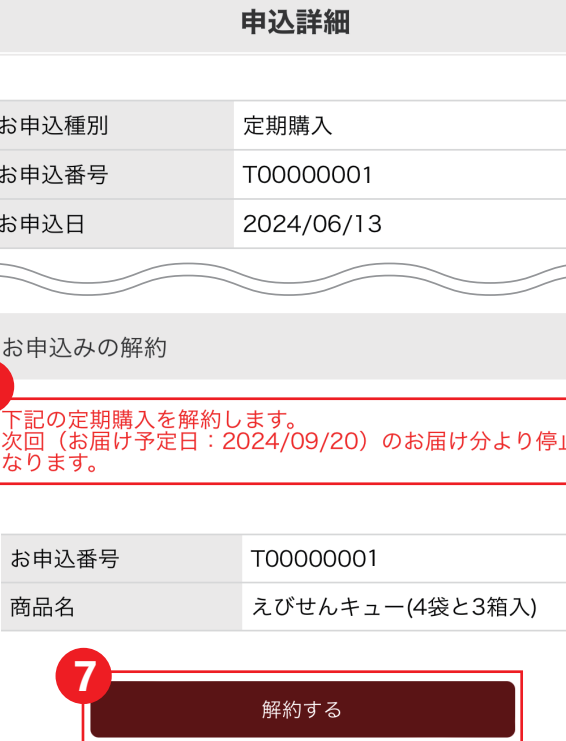 申込詳細
お申込種別 定期購入
お申込番号 T00000001
お申込日 2024/06/13
お申込みの解約
下記の定期購入を解約します。
次回（お届け予定日：2024/09/20）のお届け分より停止
なります。
お申込番号 T00000001
商品名 えびせんキュー(4袋と3箱入)
7
解約する